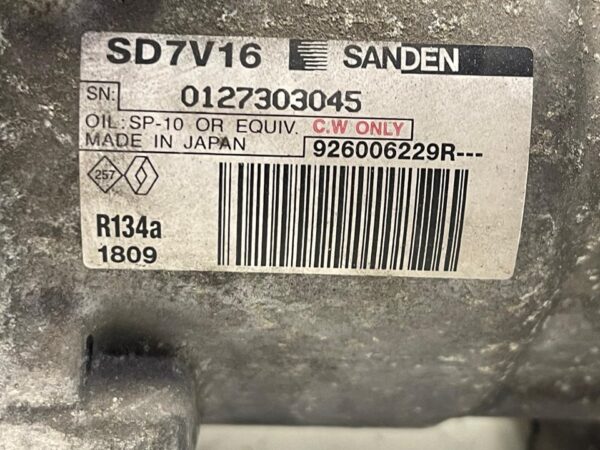 SD7V16 SANDEN
SN: 0127303045
OIL:SP-10 OR EQUIV. C.W ONLY
MADE IN JAPAN 926006229R---
257
R134a
1809